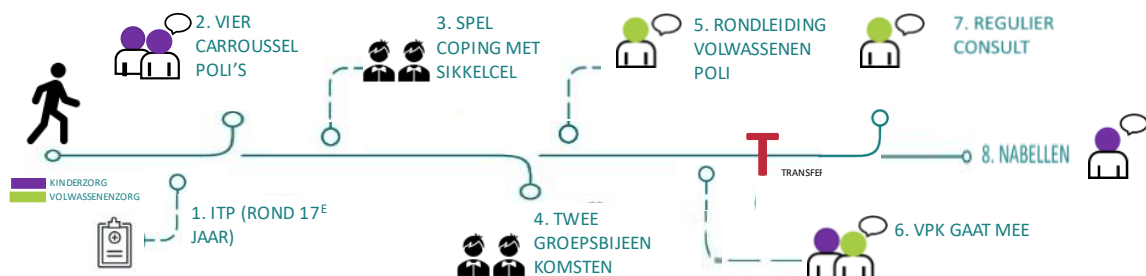 2. VIER
CARROUSSEL
POLI'S
3. SPEL
COPING MET
SIKKELCEL
5. RONDLEIDING
VOLWASSENEN
POLI
7. REGULIER
CONSULT
T
TRANSFER
8. NABELLEN
KINDERZORG
VOLWASSENENZORG
1. ITP (ROND 17E
JAAR)
4. TWEE
GROEPSBIJEEN
KOMSTEN
6. VPK GAAT MEE